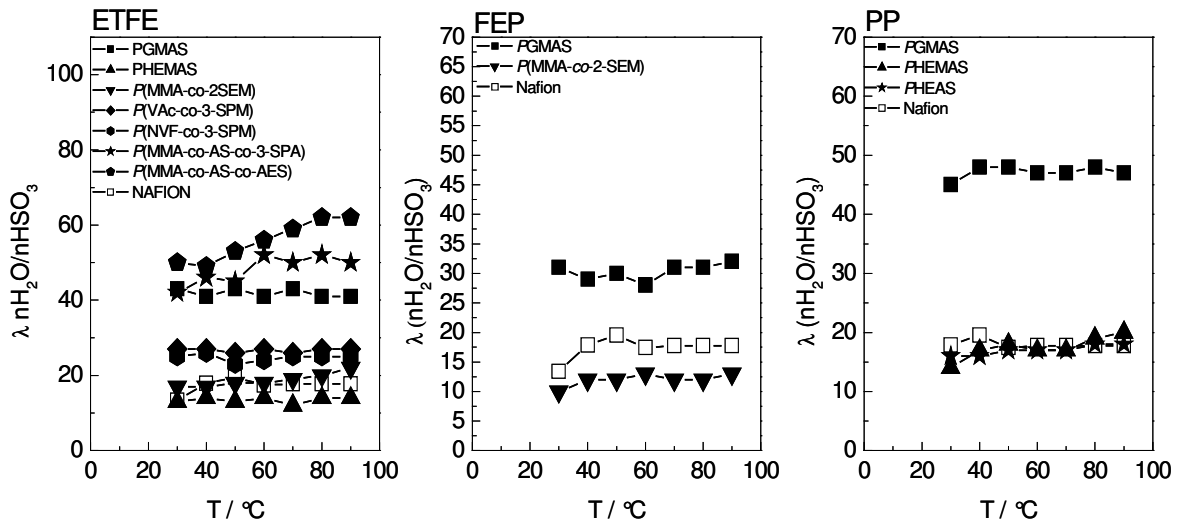 ETFE
PGMAS
PHEMAS
P(MMA-co-2SEM)
P(VAc-co-3-SPM)
P(NVF-co-3-SPM)
P(MMA-co-AS-co-3-SPA)
P(MMA-co-AS-co-AES)
NAFION
λ nH2O/nHSO3
0
20
40
60
80
100
0
20
40
60
80
100
T / °C
FEP
PGMAS
P(MMA-co-2-SEM)
Nafion
λ (nH2O/nHSO3)
70
65
60
55
50
45
40
35
30
25
20
15
10
5
0
0
20
40
60
80
100
T / °C
PP
PGMAS
PHEMAS
PHEAS
Nafion
λ (nH2O/nHSO3)
70
60
50
40
30
20
10
0
0
20
40
60
80
100
T / °C